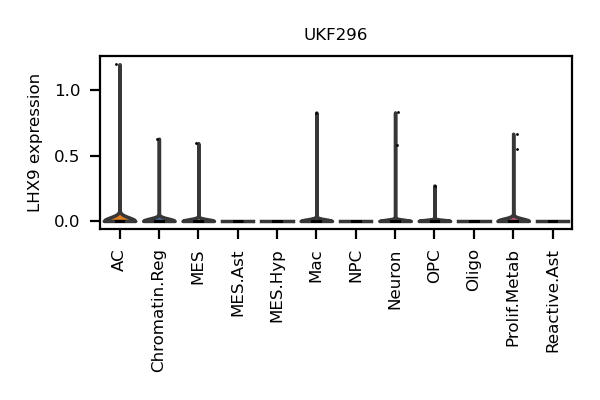 UKF296
LHX9 expression
1.0
0.5
0.0
AC
Chromatin.Reg
MES
MES.Ast
MES.Hyp
Mac
NPC
Neuron
OPC
Oligo
Prolif.Metab
Reactive.Ast